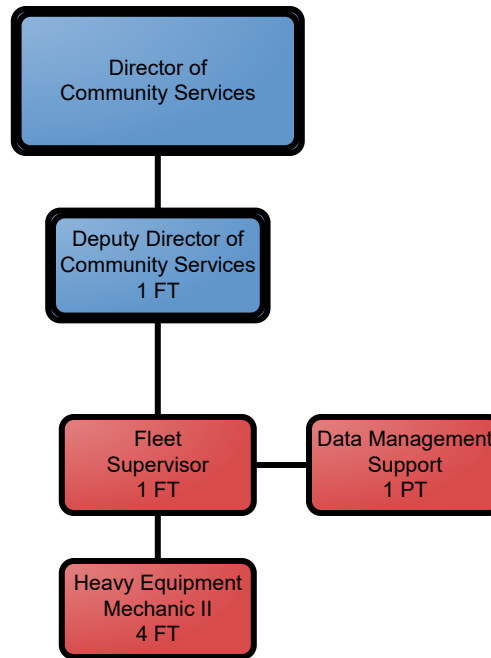 Director of
Community Services
Deputy Director of
Community Services
1 FT
Fleet
Supervisor
1 FT
Data Management
Support
1 PT
Heavy Equipment
Mechanic II
4 FT